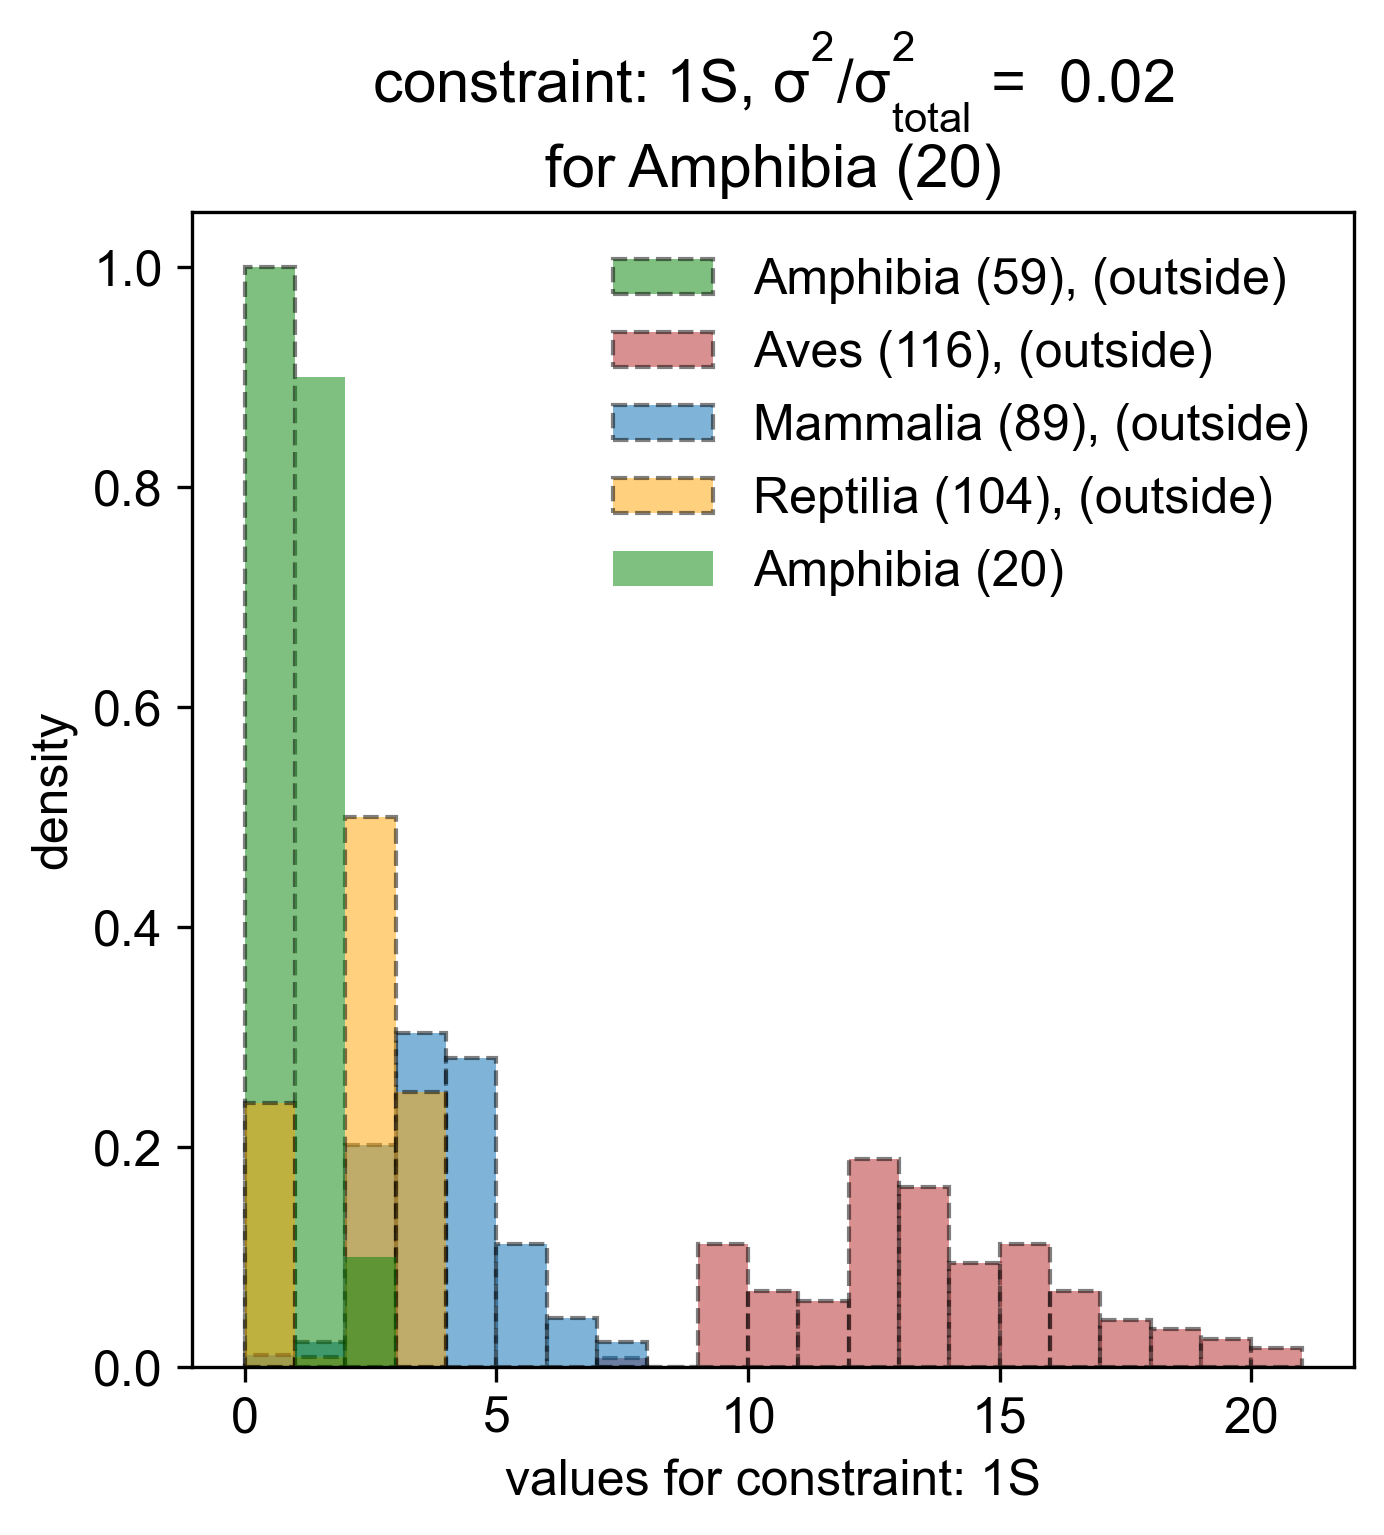 constraint: 1S, σ²/σ²total = 0.02
for Amphibia (20)
Amphibia (59), (outside)
Aves (116), (outside)
Mammalia (89), (outside)
Reptilia (104), (outside)
Amphibia (20)
density
1.0
0.8
0.6
0.4
0.2
0.0
0 5 10 15 20
values for constraint: 1S